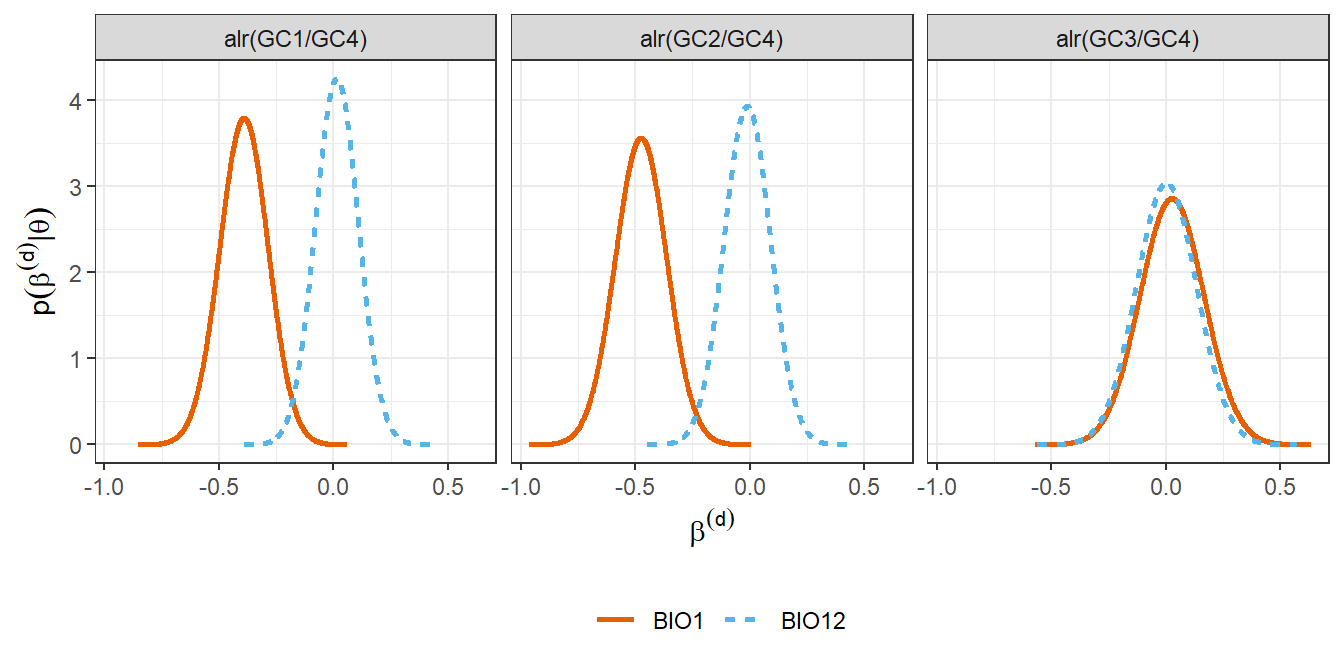 alr(GC1/GC4) alr(GC2/GC4) alr(GC3/GC4)
p(β^(d)|θ)
4
3
2
1
0
-1.0 -0.5 0.0 0.5 -1.0 -0.5 0.0 0.5 -1.0 -0.5 0.0 0.5
β^(d)
BIO1 BIO12